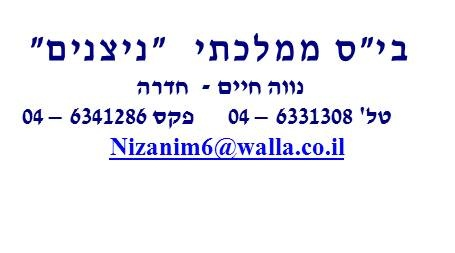 בי"ס ממלכתי "ניצנים"
נווה חיים - חדרה
טל' 6331308 – 04 פקס 6341286 – 04
Nizanim6@walla.co.il